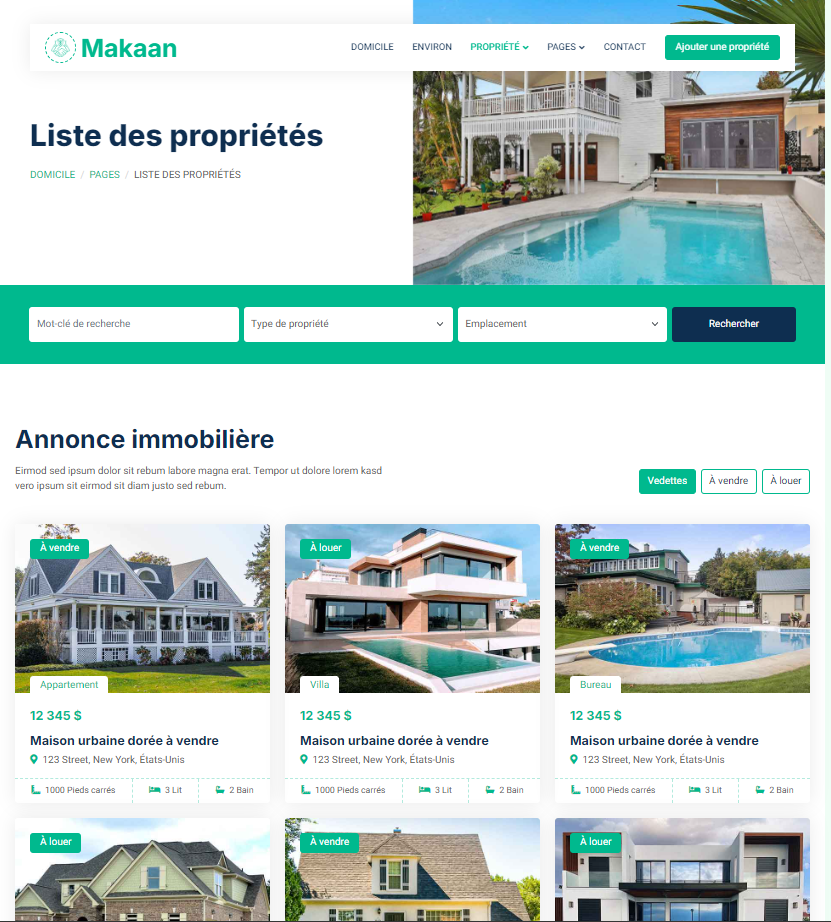 Makaan
DOMICILE
ENVIRON
PROPRIÉTÉ
PAGES
CONTACT
Ajouter une propriété
Liste des propriétés
DOMICILE / PAGES / LISTE DES PROPRIÉTÉS
Mot-clé de recherche
Type de propriété
Emplacement
Rechercher
Annonce immobilière
Eirmod sed ipsum dolor sit rebum labore magna erat. Tempor ut dolore lorem kasd
vero ipsum sit eirmod sit diam justo sed rebum.
Vedettes
À vendre
À louer
À vendre
Appartement
12 345 $
Maison urbaine dorée à vendre
123 Street, New York, États-Unis
1000 Pieds carrés
3 Lit
2 Bain
À louer
Villa
12 345 $
Maison urbaine dorée à vendre
123 Street, New York, États-Unis
1000 Pieds carrés
3 Lit
2 Bain
À vendre
Bureau
12 345 $
Maison urbaine dorée à vendre
123 Street, New York, États-Unis
1000 Pieds carrés
3 Lit
2 Bain
À louer
À vendre
À louer